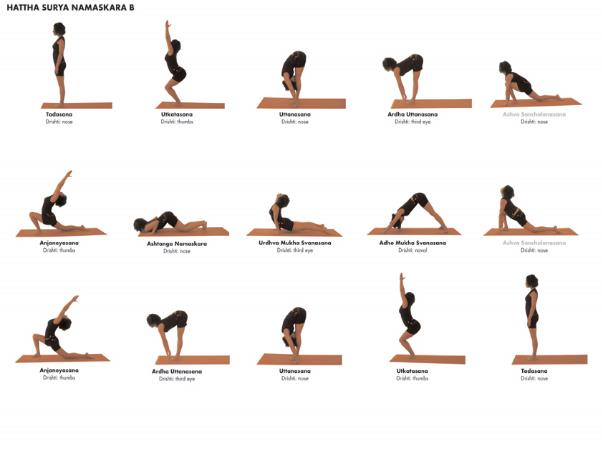 HATTHA SURYA NAMASKARA B
Tadasana
Drishti: nose
Utkatasana
Drishti: thumbs
Uttanasana
Drishti: nose
Ardha Uttanasana
Drishti: third eye
Ashva Sanchalanasana
Drishti: nose
Anjaneyasana
Drishti: thumbs
Ashtanga Namaskara
Drishti: nose
Urdhva Mukha Svanasana
Drishti: third eye
Adho Mukha Svanasana
Drishti: navel
Ashva Sanchalanasana
Drishti: nose
Anjaneyasana
Drishti: thumbs
Ardha Uttanasana
Drishti: third eye
Uttanasana
Drishti: nose
Utkatasana
Drishti: thumbs
Tadasana
Drishti: nose